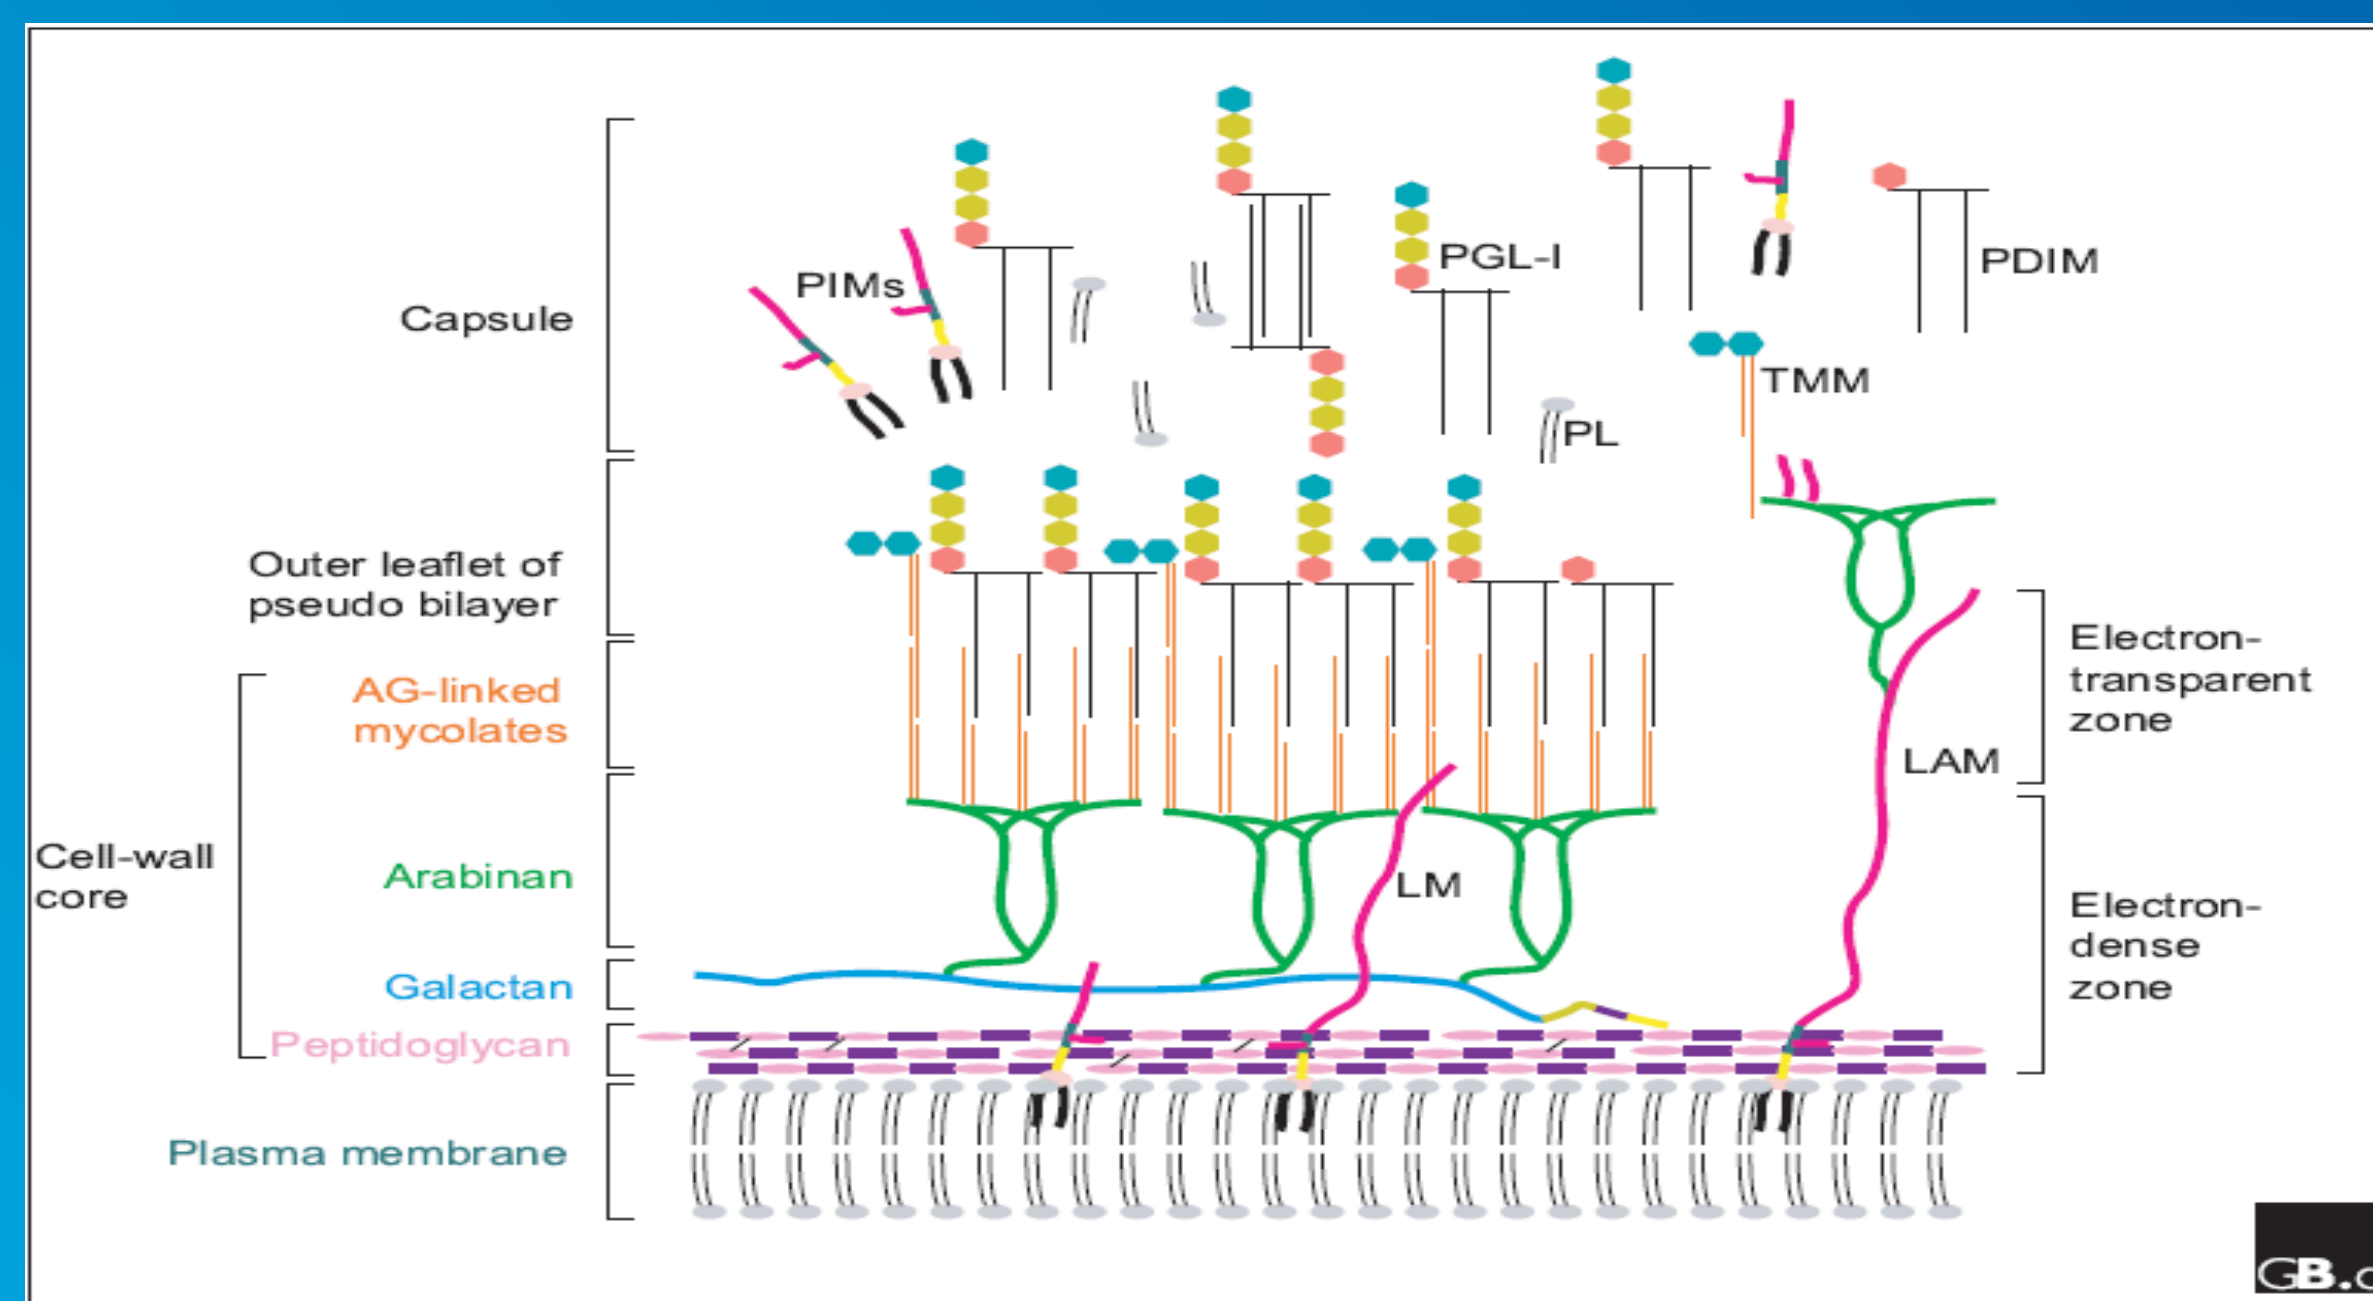 Capsule
PIMs
PGL-I
PDIM
TMM
PL
Outer leaflet of
pseudo bilayer
AG-linked
mycolates
Cell-wall
core
Arabinan
Galactan
Peptidoglycan
Plasma membrane
LM
LAM
Electron-
transparent
zone
Electron-
dense
zone
GB.